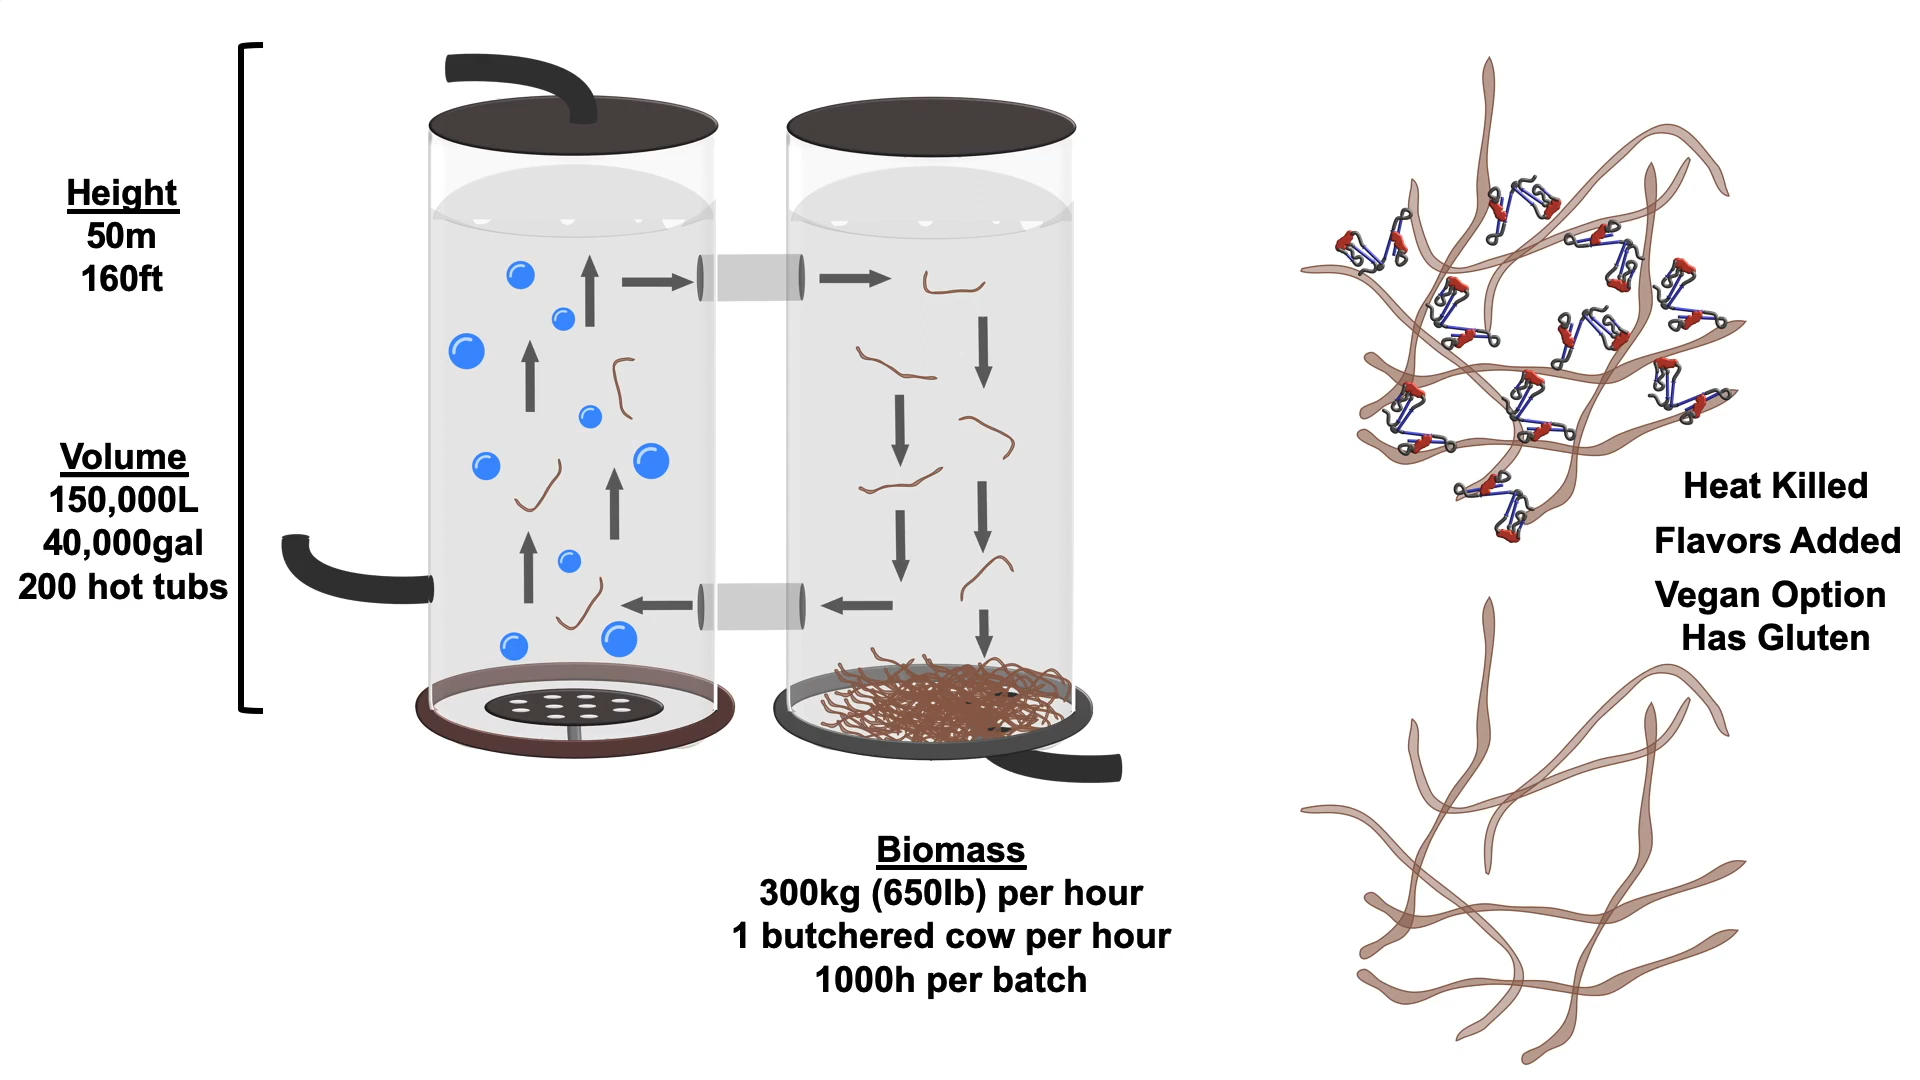 Height
50m
160ft
Volume
150,000L
40,000gal
200 hot tubs
Biomass
300kg (650lb) per hour
1 butchered cow per hour
1000h per batch
Heat Killed
Flavors Added
Vegan Option
Has Gluten